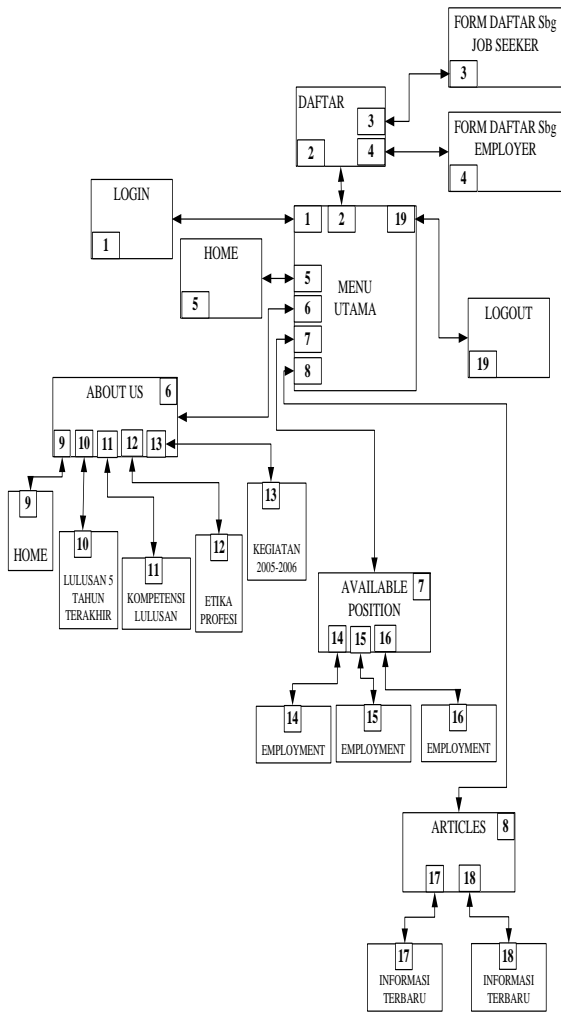 FORM DAFTAR Sbg
JOB SEEKER
3
DAFTAR
3
2
4
FORM DAFTAR Sbg
EMPLOYER
4
LOGIN
1
1
2
19
HOME
5
5
6
7
8
MENU
UTAMA
LOGOUT
19
ABOUT US
6
9
10
11
12
13
9
HOME
10
LULUSAN 5
TAHUN
TERAKHIR
11
KOMPETENSI
LULUSAN
12
ETIKA
PROFESI
13
KEGIATAN
2005-2006
AVAILABLE
POSITION
7
14
15
16
14
EMPLOYMENT
15
EMPLOYMENT
16
EMPLOYMENT
ARTICLES
8
17
18
17
INFORMASI
TERBARU
18
INFORMASI
TERBARU